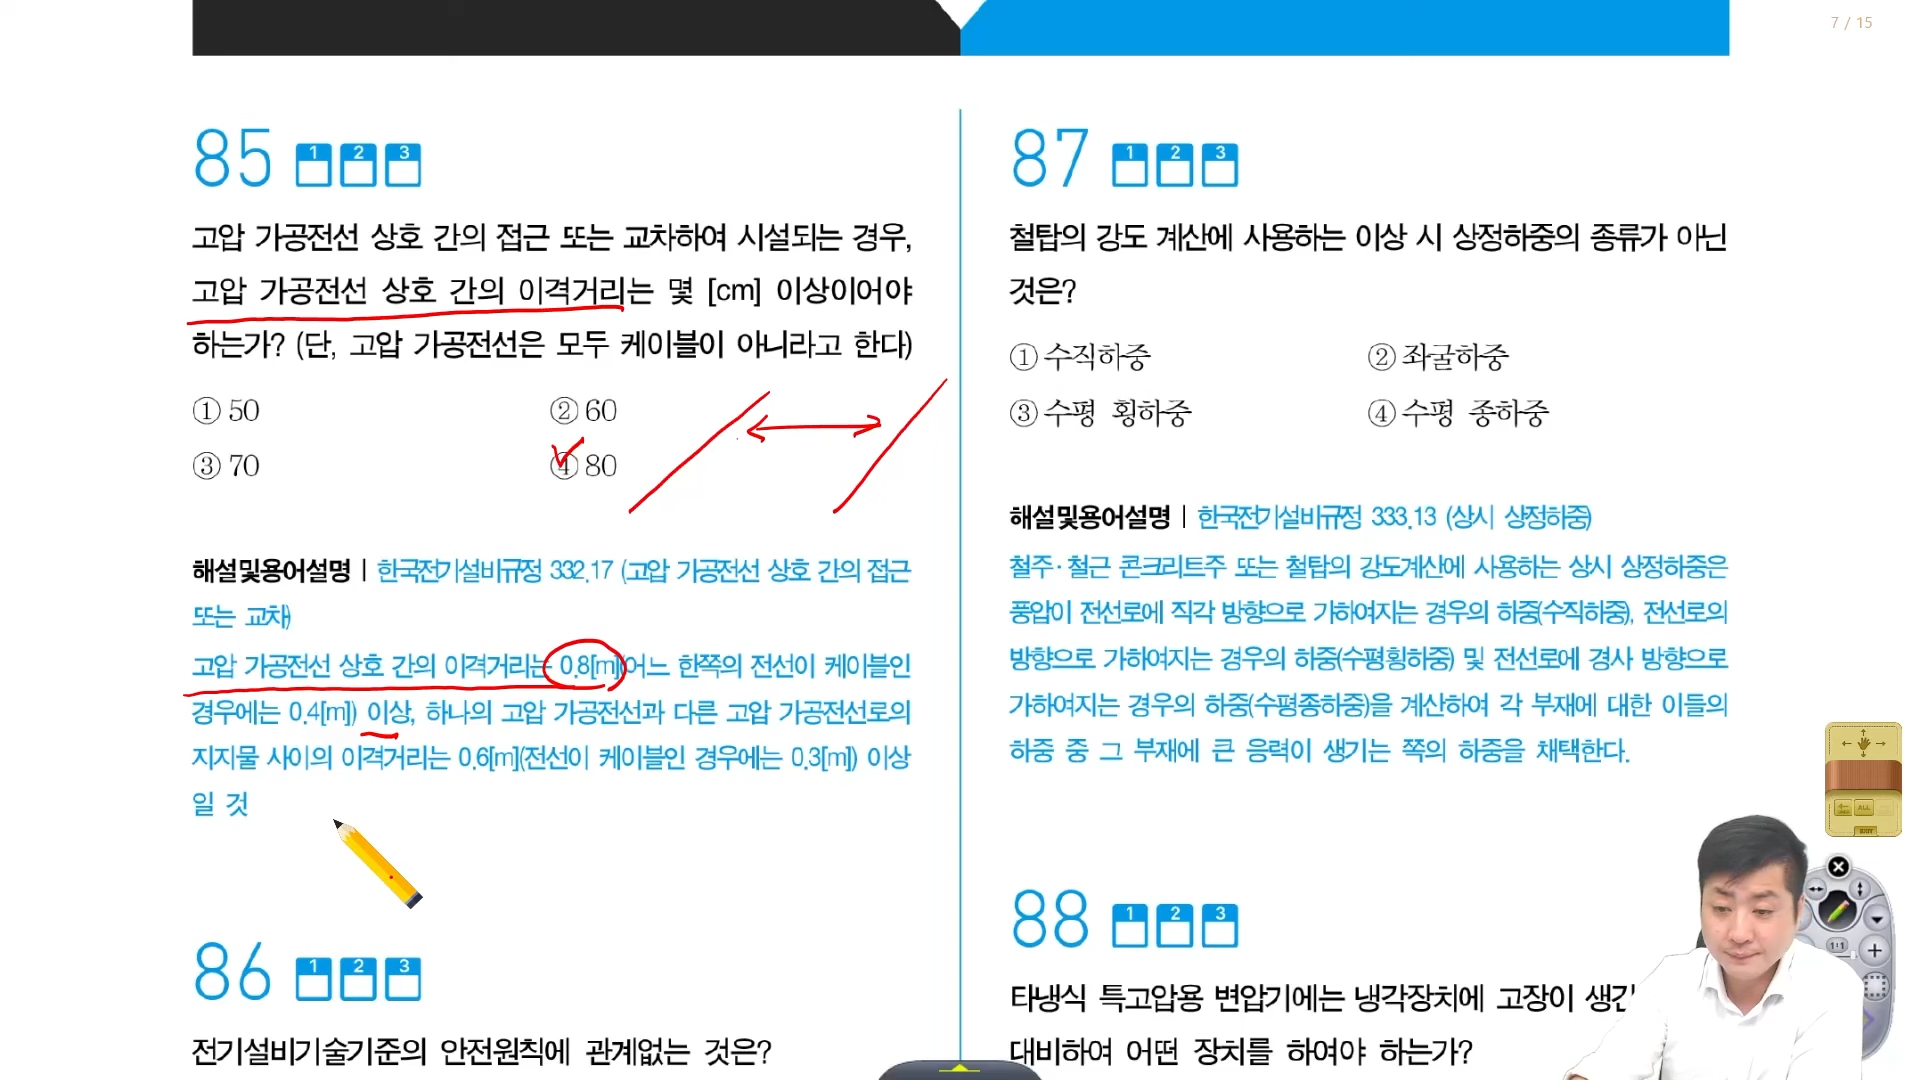 7 / 15
85 1 2 3
고압 가공전선 상호 간의 접근 또는 교차하여 시설되는 경우,
고압 가공전선 상호 간의 이격거리는 몇 [cm] 이상이어야
하는가? (단, 고압 가공전선은 모두 케이블이 아니라고 한다)
① 50 ② 60
③ 70 ④ 80
해설및용어설명 | 한국전기설비규정 332.17 (고압 가공전선 상호 간의 접근
또는 교차)
고압 가공전선 상호 간의 이격거리는 0.8[m](어느 한쪽의 전선이 케이블인
경우에는 0.4[m]) 이상, 하나의 고압 가공전선과 다른 고압 가공전선로의
지지물 사이의 이격거리는 0.6[m](전선이 케이블인 경우에는 0.3[m]) 이상
일 것
86 1 2 3
전기설비기술기준의 안전원칙에 관계없는 것은?
87 1 2 3
철탑의 강도 계산에 사용하는 이상 시 상정하중의 종류가 아닌
것은?
① 수직하중 ② 좌굴하중
③ 수평 횡하중 ④ 수평 종하중
해설및용어설명 | 한국전기설비규정 333.13 (상시 상정하중)
철주·철근 콘크리트주 또는 철탑의 강도계산에 사용하는 상시 상정하중은
풍압이 전선로에 직각 방향으로 가하여지는 경우의 하중(수직하중), 전선로의
방향으로 가하여지는 경우의 하중(수평횡하중) 및 전선로에 경사 방향으로
가하여지는 경우의 하중(수평종하중)을 계산하여 각 부재에 대한 이들의
하중 중 그 부재에 큰 응력이 생기는 쪽의 하중을 채택한다.
88 1 2 3
타냉식 특고압용 변압기에는 냉각장치에 고장이 생긴
대비하여 어떤 장치를 하여야 하는가?
ALL
EXIT
1:1